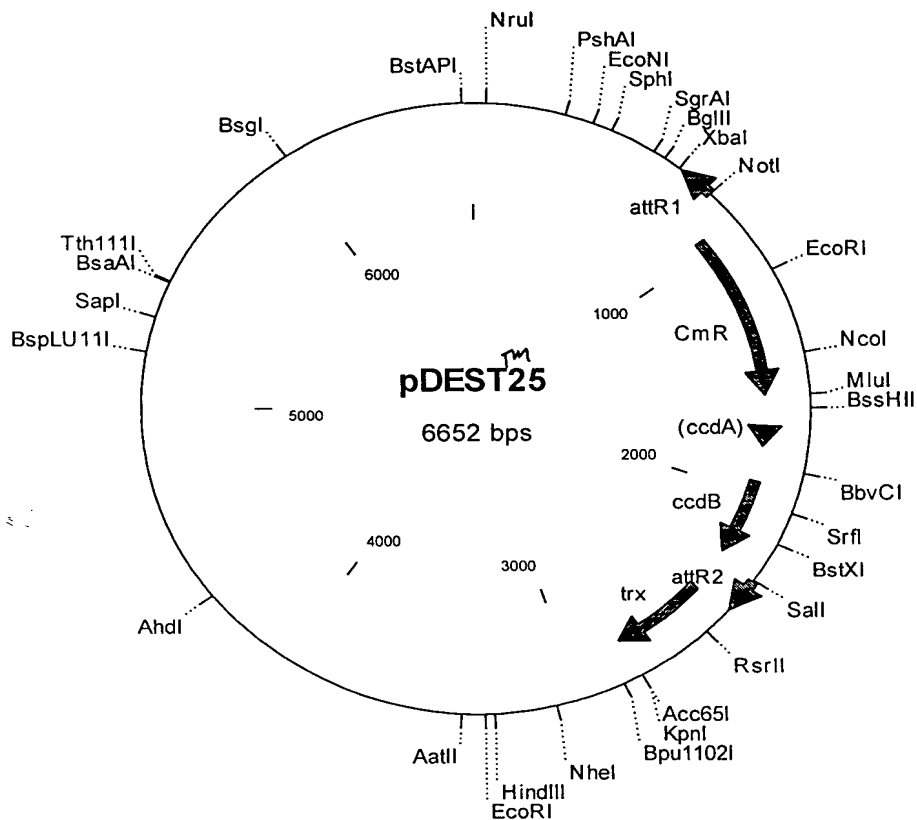 NruI
PshAI
EcoNI
SphI
BstAPI
SgrAI
BglII
XbaI
NotI
BsgI
attR1
EcoRI
Tth111I
BsaAI
SapI
BspLU11I
6000
1000
CmR
NcoI
MluI
BssHII
TM
pDEST25
6652 bps
5000
(ccdA)
2000
ccdB
BbvCI
SrfI
BstXI
4000
3000
trx
attR2
SalI
AhdI
RsrII
Acc65I
KpnI
Bpu1102I
AatII
NheI
HindIII
EcoRI